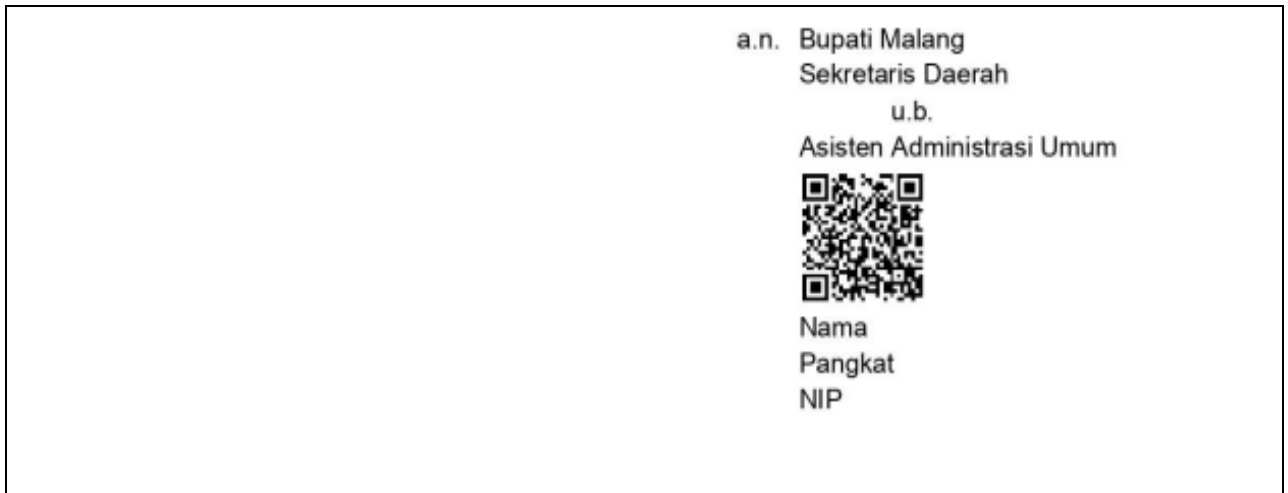 a.n. Bupati Malang
Sekretaris Daerah
u.b.
Asisten Administrasi Umum
Nama
Pangkat
NIP